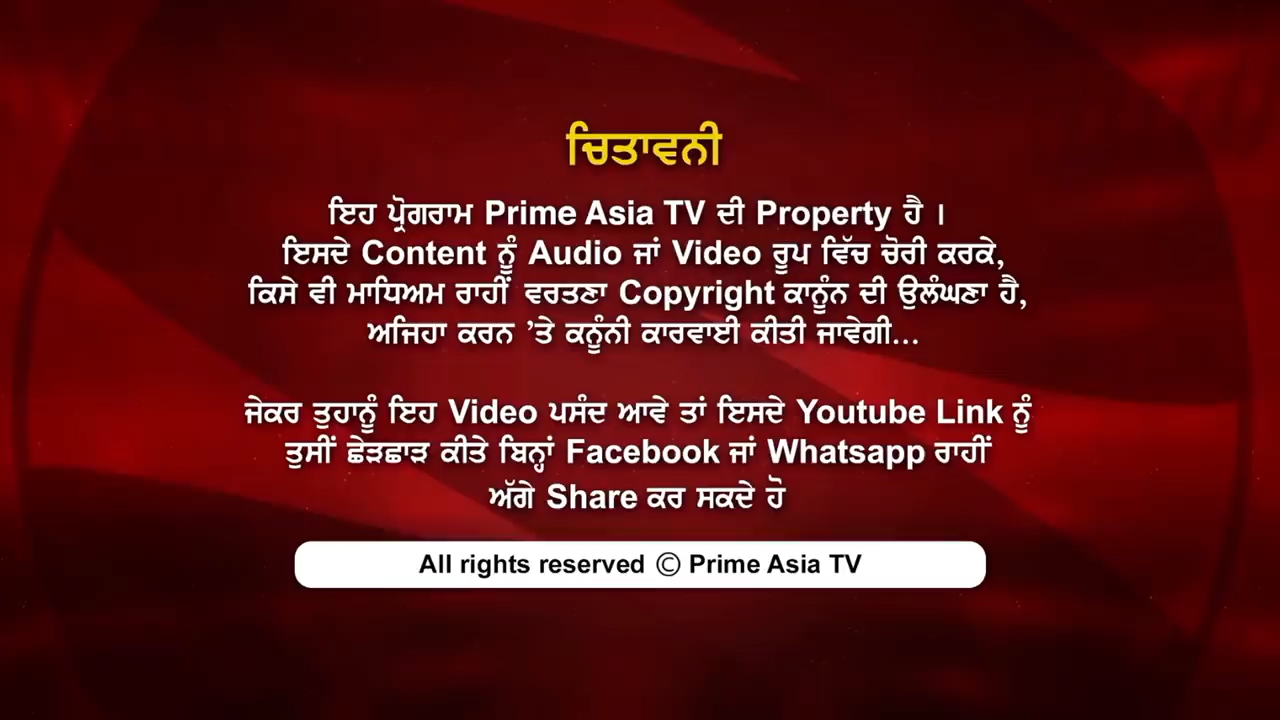 ਚਿਤਾਵਨੀ
ਇਹ ਪ੍ਰੋਗਰਾਮ Prime Asia TV ਦੀ Property ਹੈ ।
ਇਸਦੇ Content ਨੂੰ Audio ਜਾਂ Video ਰੂਪ ਵਿੱਚ ਚੋਰੀ ਕਰਕੇ,
ਕਿਸੇ ਵੀ ਮਾਧਿਅਮ ਰਾਹੀਂ ਵਰਤਣਾ Copyright ਕਾਨੂੰਨ ਦੀ ਉਲੰਘਣਾ ਹੈ,
ਅਜਿਹਾ ਕਰਨ ’ਤੇ ਕਨੂੰਨੀ ਕਾਰਵਾਈ ਕੀਤੀ ਜਾਵੇਗੀ...
ਜੇਕਰ ਤੁਹਾਨੂੰ ਇਹ Video ਪਸੰਦ ਆਵੇ ਤਾਂ ਇਸਦੇ Youtube Link ਨੂੰ
ਤੁਸੀਂ ਛੇੜਛਾੜ ਕੀਤੇ ਬਿਨ੍ਹਾਂ Facebook ਜਾਂ Whatsapp ਰਾਹੀਂ
ਅੱਗੇ Share ਕਰ ਸਕਦੇ ਹੋ
All rights reserved © Prime Asia TV